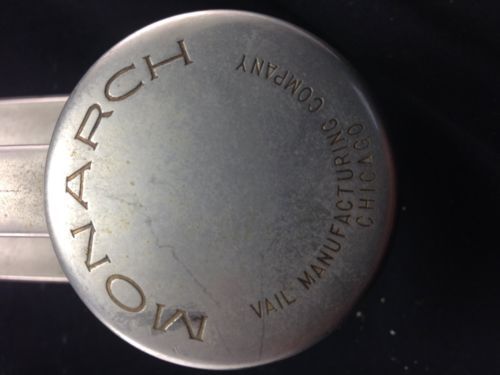 MONARCH
VAIL MANUFACTURING COMPANY
CHICAGO